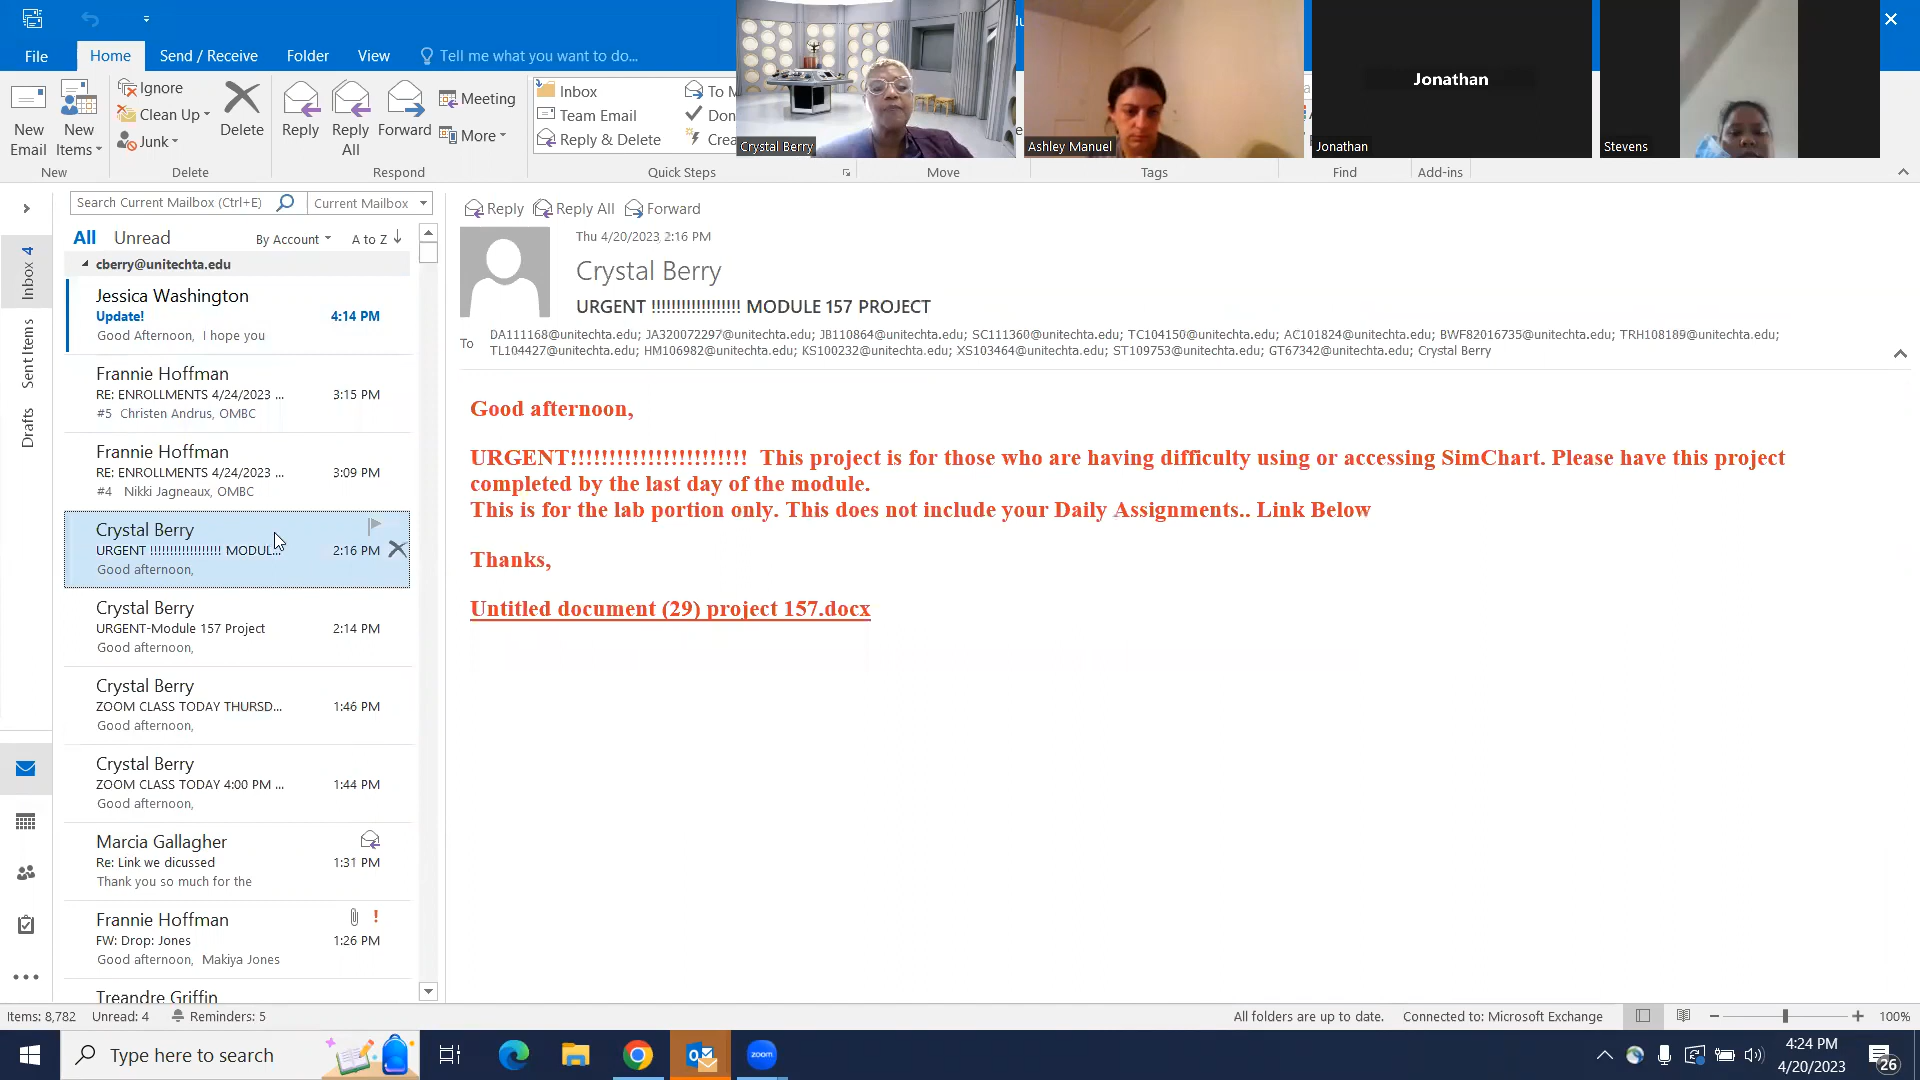 File
Home
Send / Receive
Folder
View
Tell me what you want to do...
New
Email
New
Items
Ignore
Clean Up
Junk
Delete
Reply
Reply
All
Forward
Meeting
More
Inbox
Team Email
Reply & Delete
To M
Don
Crea
New
Delete
Respond
Quick Steps
Move
Tags
Find
Add-ins
Crystal Berry
Ashley Manuel
Jonathan
Jonathan
Stevens
Search Current Mailbox (Ctrl+E)
Current Mailbox
All
Unread
By Account
A to Z
Inbox 4
Sent Items
Drafts
cberry@unitechta.edu
Jessica Washington
Update!
4:14 PM
Good Afternoon, I hope you
Frannie Hoffman
RE: ENROLLMENTS 4/24/2023 ...
3:15 PM
#5 Christen Andrus, OMBC
Frannie Hoffman
RE: ENROLLMENTS 4/24/2023 ...
3:09 PM
#4 Nikki Jagneaux, OMBC
Crystal Berry
URGENT !!!!!!!!!!!!!!!!!! MODUL...
2:16 PM
Good afternoon,
Crystal Berry
URGENT-Module 157 Project
2:14 PM
Good afternoon,
Crystal Berry
ZOOM CLASS TODAY THURSD...
1:46 PM
Good afternoon,
Crystal Berry
ZOOM CLASS TODAY 4:00 PM ...
1:44 PM
Good afternoon,
Marcia Gallagher
Re: Link we dicussed
1:31 PM
Thank you so much for the
Frannie Hoffman
FW: Drop: Jones
1:26 PM
Good afternoon, Makiya Jones
Treandre Griffin
Reply
Reply All
Forward
Thu 4/20/2023 2:16 PM
Crystal Berry
URGENT !!!!!!!!!!!!!!!!!! MODULE 157 PROJECT
To
DA111168@unitechta.edu; JA320072297@unitechta.edu; JB110864@unitechta.edu; SC111360@unitechta.edu; TC104150@unitechta.edu; AC101824@unitechta.edu; BWF82016735@unitechta.edu; TRH108189@unitechta.edu;
TL104427@unitechta.edu; HM106982@unitechta.edu; KS100232@unitechta.edu; XS103464@unitechta.edu; ST109753@unitechta.edu; GT67342@unitechta.edu; Crystal Berry
Good afternoon,
URGENT!!!!!!!!!!!!!!!!!!!!!!! This project is for those who are having difficulty using or accessing SimChart. Please have this project
completed by the last day of the module.
This is for the lab portion only. This does not include your Daily Assignments.. Link Below
Thanks,
Untitled document (29) project 157.docx
Items: 8,782
Unread: 4
Reminders: 5
All folders are up to date.
Connected to: Microsoft Exchange
100%
Type here to search
zoom
4:24 PM
4/20/2023
26